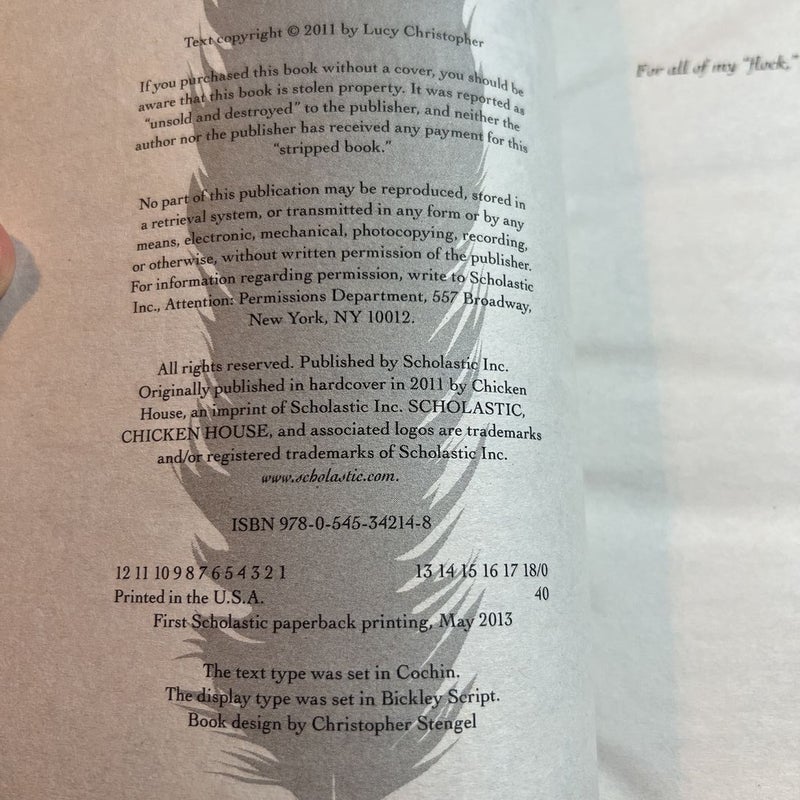 Text copyright © 2011 by Lucy Christopher
If you purchased this book without a cover, you should be
aware that this book is stolen property. It was reported as
"unsold and destroyed" to the publisher, and neither the
author nor the publisher has received any payment for this
"stripped book."
No part of this publication may be reproduced, stored in
a retrieval system, or transmitted in any form or by any
means, electronic, mechanical, photocopying, recording,
or otherwise, without written permission of the publisher.
For information regarding permission, write to Scholastic
Inc., Attention: Permissions Department, 557 Broadway,
New York, NY 10012.
All rights reserved. Published by Scholastic Inc.
Originally published in hardcover in 2011 by Chicken
House, an imprint of Scholastic Inc. SCHOLASTIC,
CHICKEN HOUSE, and associated logos are trademarks
and/or registered trademarks of Scholastic Inc.
www.scholastic.com.
ISBN 978-0-545-34214-8
12 11 10 9 8 7 6 5 4 3 2 1 13 14 15 16 17 18/0
Printed in the U.S.A. 40
First Scholastic paperback printing, May 2013
The text type was set in Cochin.
The display type was set in Bickley Script.
Book design by Christopher Stengel
For all of my "flock,"